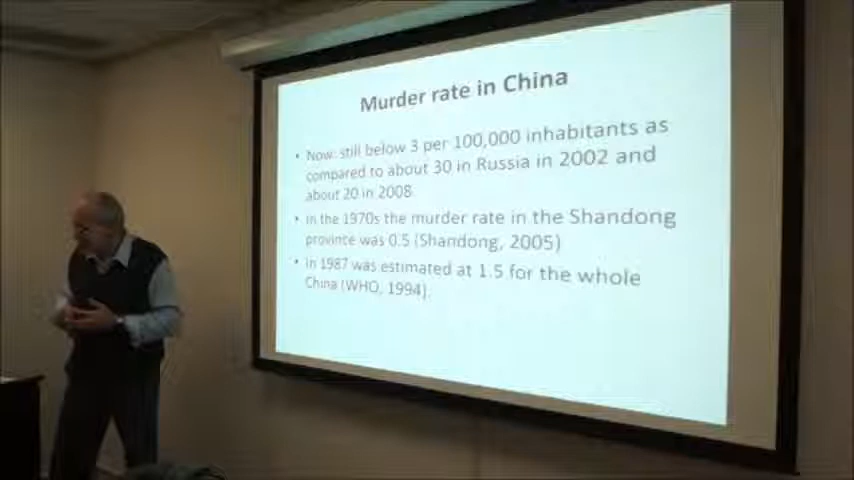 Murder rate in China
• Now: still below 3 per 100,000 inhabitants as
compared to about 30 in Russia in 2002 and
about 20 in 2008.
• In the 1970s the murder rate in the Shandong
province was 0.5 (Shandong, 2005)
• In 1987 was estimated at 1.5 for the whole
China (WHO, 1994).